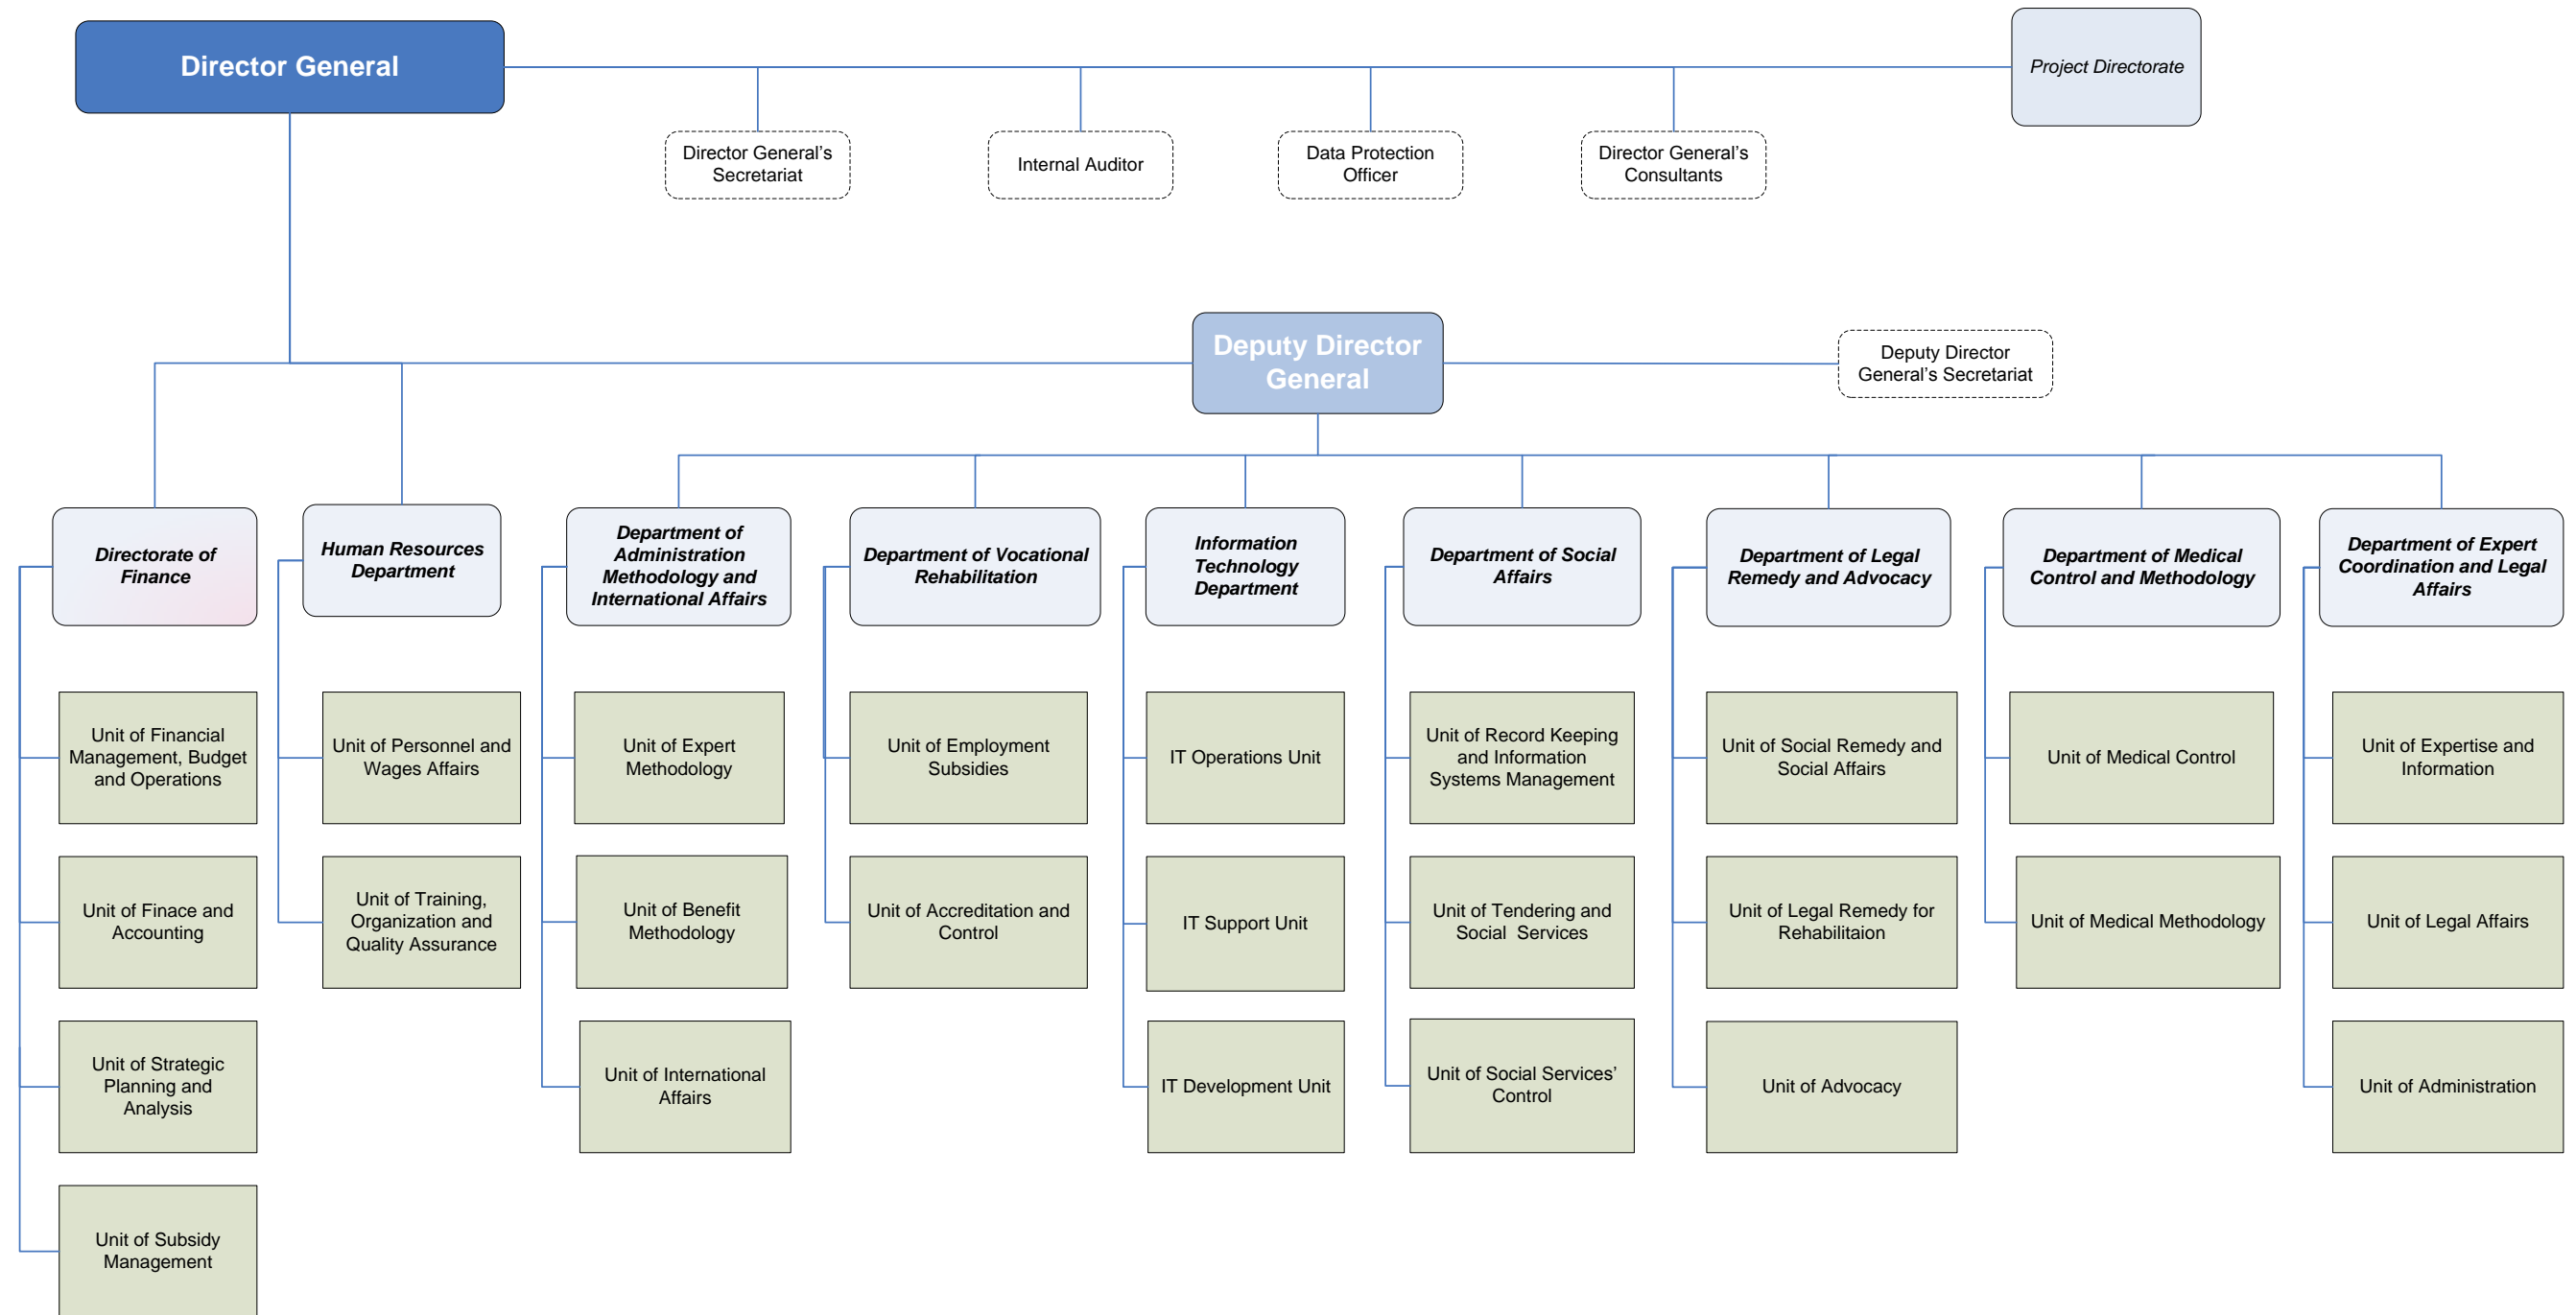 Director General
Project Directorate
Director General's
Secretariat
Internal Auditor
Data Protection
Officer
Director General's
Consultants
Deputy Director
General
Deputy Director
General's Secretariat
Directorate of
Finance
Human Resources
Department
Department of
Administration
Methodology and
International Affairs
Department of Vocational
Rehabilitation
Information
Technology
Department
Department of Social
Affairs
Department of Legal
Remedy and Advocacy
Department of Medical
Control and Methodology
Department of Expert
Coordination and Legal
Affairs
Unit of Financial
Management, Budget
and Operations
Unit of Personnel and
Wages Affairs
Unit of Expert
Methodology
Unit of Employment
Subsidies
IT Operations Unit
Unit of Record Keeping
and Information
Systems Management
Unit of Social Remedy and
Social Affairs
Unit of Medical Control
Unit of Expertise and
Information
Unit of Finace and
Accounting
Unit of Training,
Organization and
Quality Assurance
Unit of Benefit
Methodology
Unit of Accreditation and
Control
IT Support Unit
Unit of Tendering and
Social  Services
Unit of Legal Remedy for
Rehabilitaion
Unit of Medical Methodology
Unit of Legal Affairs
Unit of Strategic
Planning and
Analysis
Unit of International
Affairs
IT Development Unit
Unit of Social Services'
Control
Unit of Advocacy
Unit of Administration
Unit of Subsidy
Management